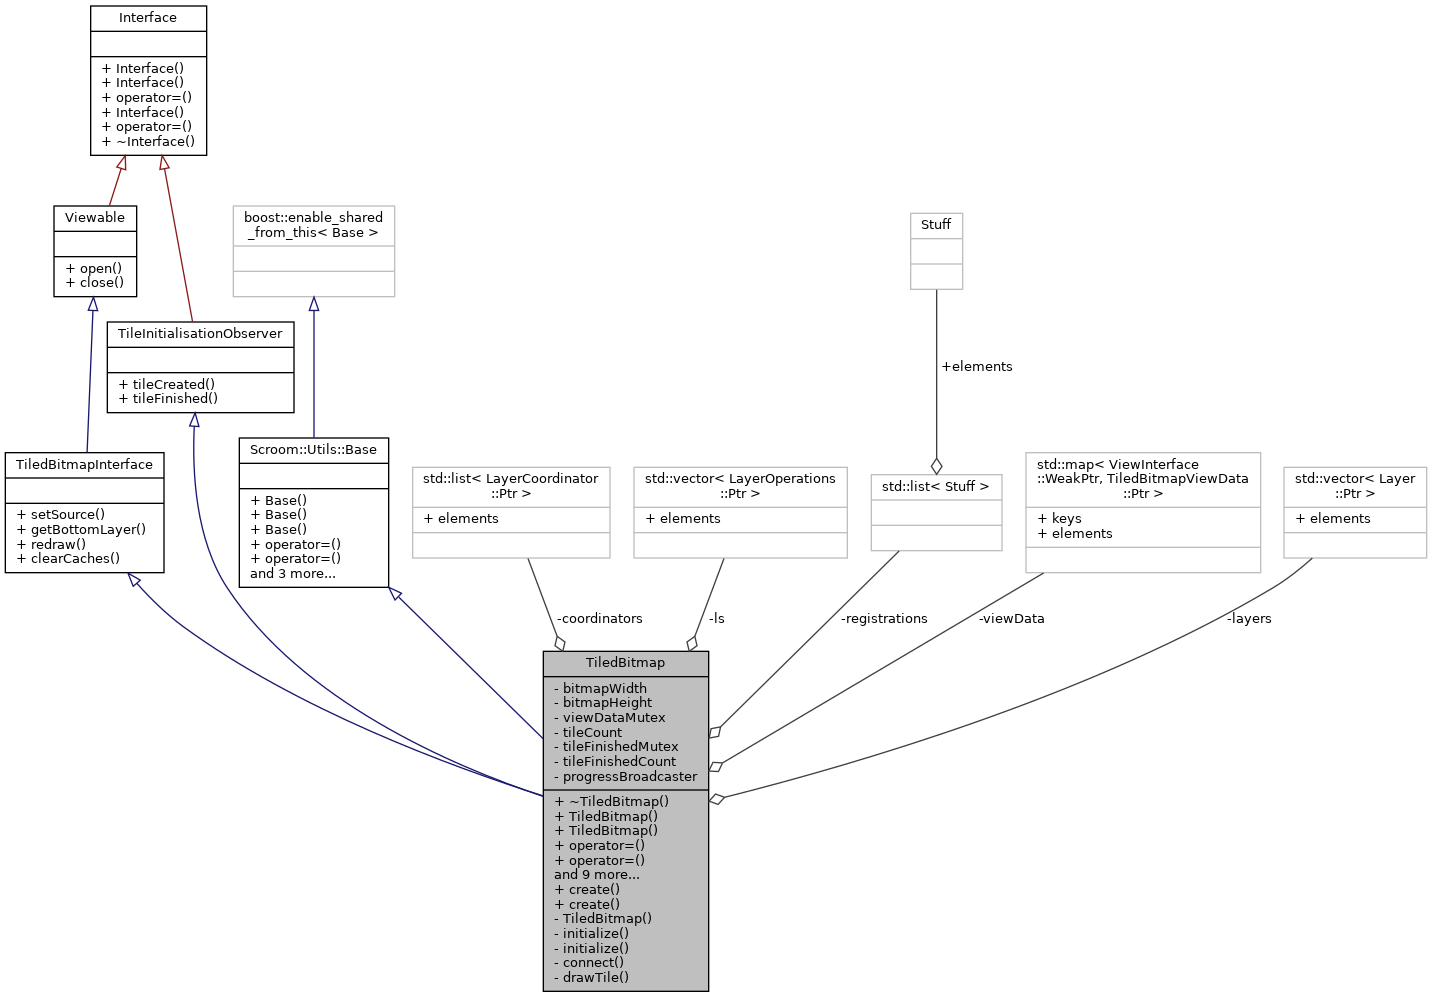 Interface
+ Interface()
+ Interface()
+ operator=()
+ Interface()
+ operator=()
+ ~Interface()
Viewable
+ open()
+ close()
boost::enable_shared
_from_this< Base >
Stuff
TileInitialisationObserver
+ tileCreated()
+ tileFinished()
+elements
TiledBitmapInterface
+ setSource()
+ getBottomLayer()
+ redraw()
+ clearCaches()
Scroom::Utils::Base
+ Base()
+ Base()
+ Base()
+ operator=()
+ operator=()
and 3 more...
std::list< LayerCoordinator
::Ptr >
+ elements
std::vector< LayerOperations
::Ptr >
+ elements
std::list< Stuff >
std::map< ViewInterface
::WeakPtr, TiledBitmapViewData
::Ptr >
+ keys
+ elements
std::vector< Layer
::Ptr >
+ elements
-coordinators
-ls
-registrations
-viewData
-layers
TiledBitmap
- bitmapWidth
- bitmapHeight
- viewDataMutex
- tileCount
- tileFinishedMutex
- tileFinishedCount
- progressBroadcaster
+ ~TiledBitmap()
+ TiledBitmap()
+ TiledBitmap()
+ operator=()
+ operator=()
and 9 more...
+ create()
+ create()
- TiledBitmap()
- initialize()
- initialize()
- connect()
- drawTile()